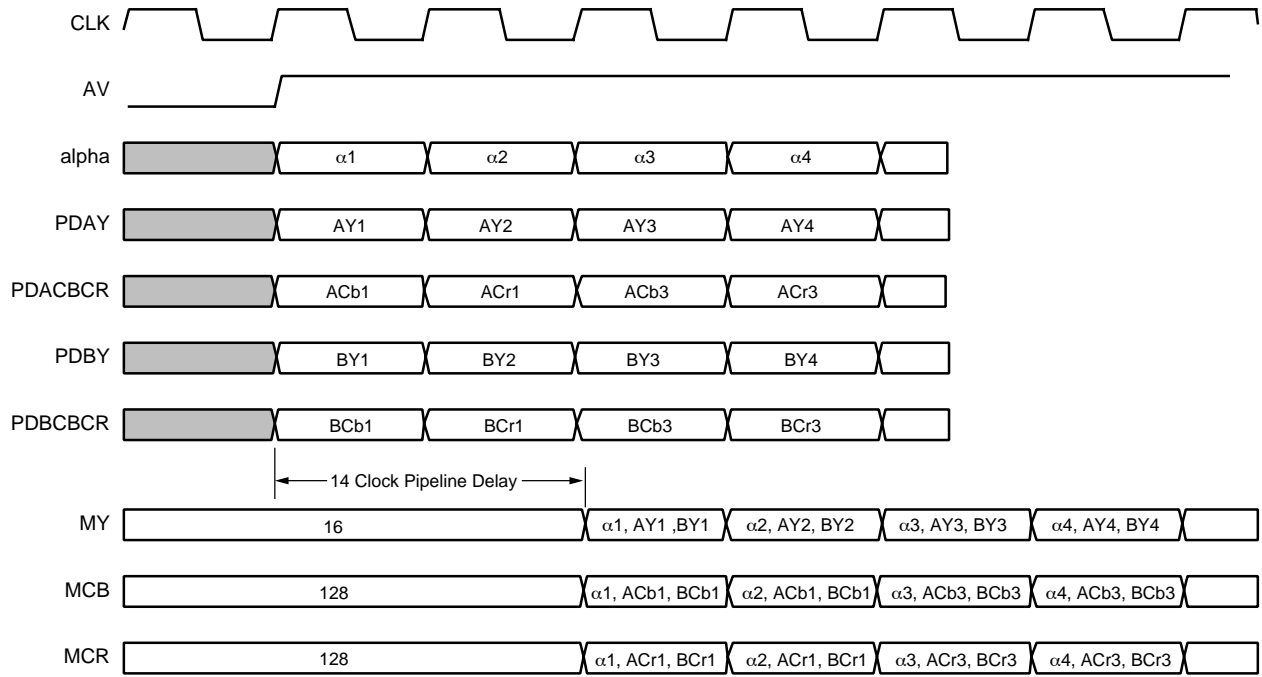 CLK
AV
alpha α1 α2 α3 α4
PDAY AY1 AY2 AY3 AY4
PDACBCR ACb1 ACr1 ACb3 ACr3
PDBY BY1 BY2 BY3 BY4
PDBCBCR BCb1 BCr1 BCb3 BCr3
14 Clock Pipeline Delay
MY 16 α1, AY1 ,BY1 α2, AY2, BY2 α3, AY3, BY3 α4, AY4, BY4
MCB 128 α1, ACb1, BCb1 α2, ACb1, BCb1 α3, ACb3, BCb3 α4, ACb3, BCb3
MCR 128 α1, ACr1, BCr1 α2, ACr1, BCr1 α3, ACr3, BCr3 α4, ACr3, BCr3